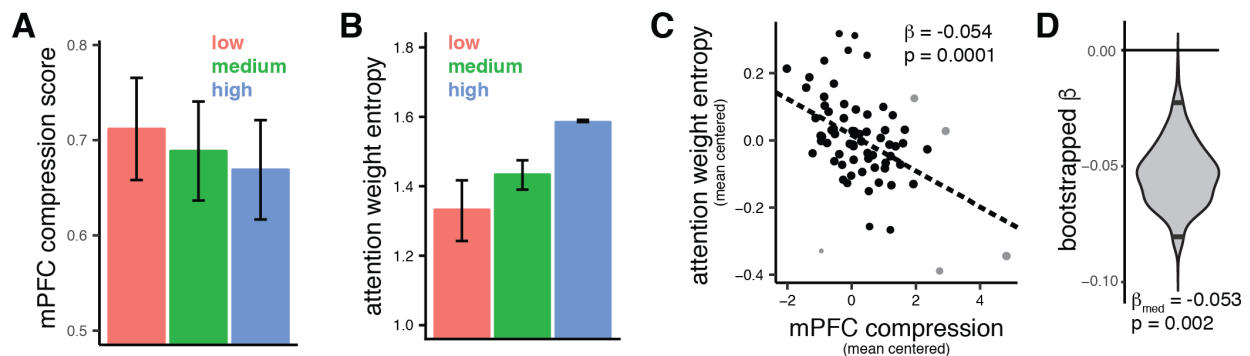 A
mPFC compression score
0.8
0.7
0.6
0.5
low
medium
high
B
attention weight entropy
1.8
1.6
1.4
1.2
1.0
low
medium
high
C
attention weight entropy
(mean centered)
0.2
0.0
−0.2
−0.4
β = -0.054
p = 0.0001
−2
0
2
4
mPFC compression
(mean centered)
D
bootstrapped β
0.00
−0.05
−0.10
βmed = -0.053
p = 0.002